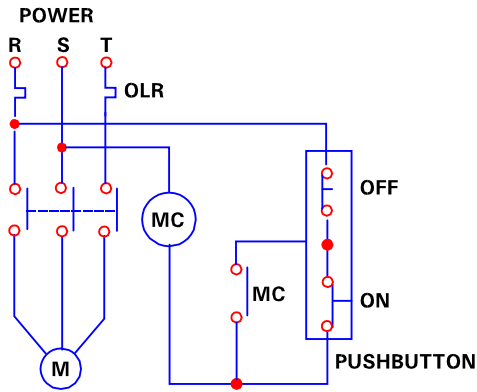 POWER
R S T
OLR
OFF
MC
MC
ON
PUSHBUTTON
M